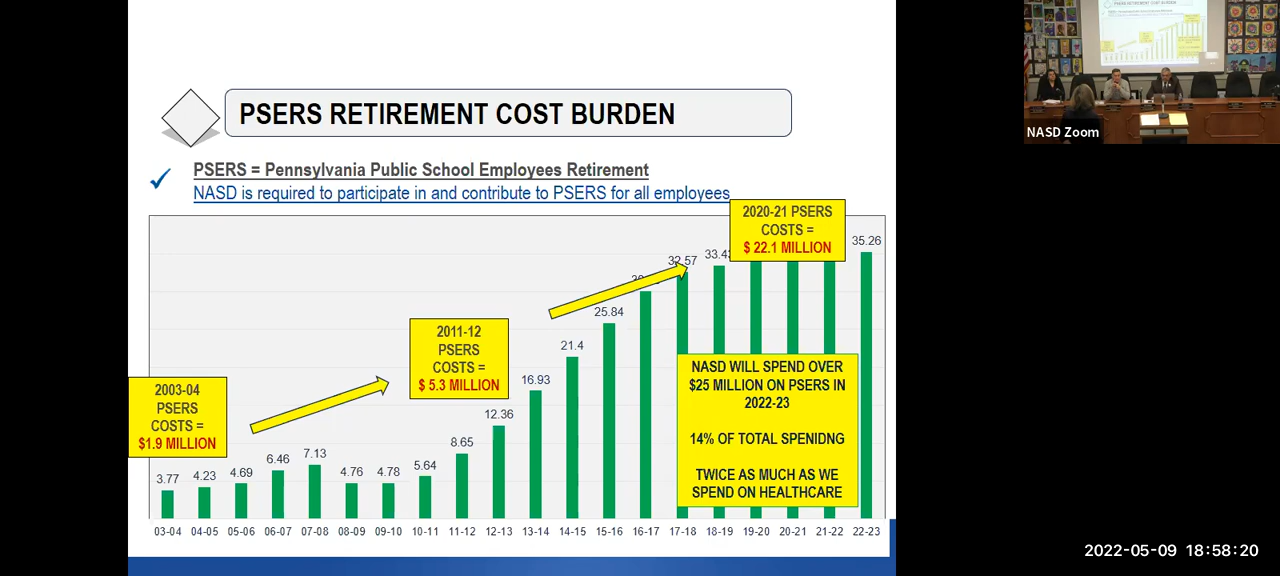 PSERS RETIREMENT COST BURDEN
PSERS = Pennsylvania Public School Employees Retirement
NASD is required to participate in and contribute to PSERS for all employees
2020-21 PSERS
COSTS =
$ 22.1 MILLION
35.26
32.57
25.84
2011-12
PSERS
COSTS =
$ 5.3 MILLION
21.4
NASD WILL SPEND OVER
$25 MILLION ON PSERS IN
2022-23
14% OF TOTAL SPENIDNG
TWICE AS MUCH AS WE
SPEND ON HEALTHCARE
2003-04
PSERS
COSTS =
$1.9 MILLION
16.93
12.36
8.65
3.77 4.23 4.69 6.46 7.13 4.76 4.78 5.64
03-04 04-05 05-06 06-07 07-08 08-09 09-10 10-11 11-12 12-13 13-14 14-15 15-16 16-17 17-18 18-19 19-20 20-21 21-22 22-23
PSERS RETIREMENT COST BURDEN
NASD Zoom
2022-05-09 18:58:20